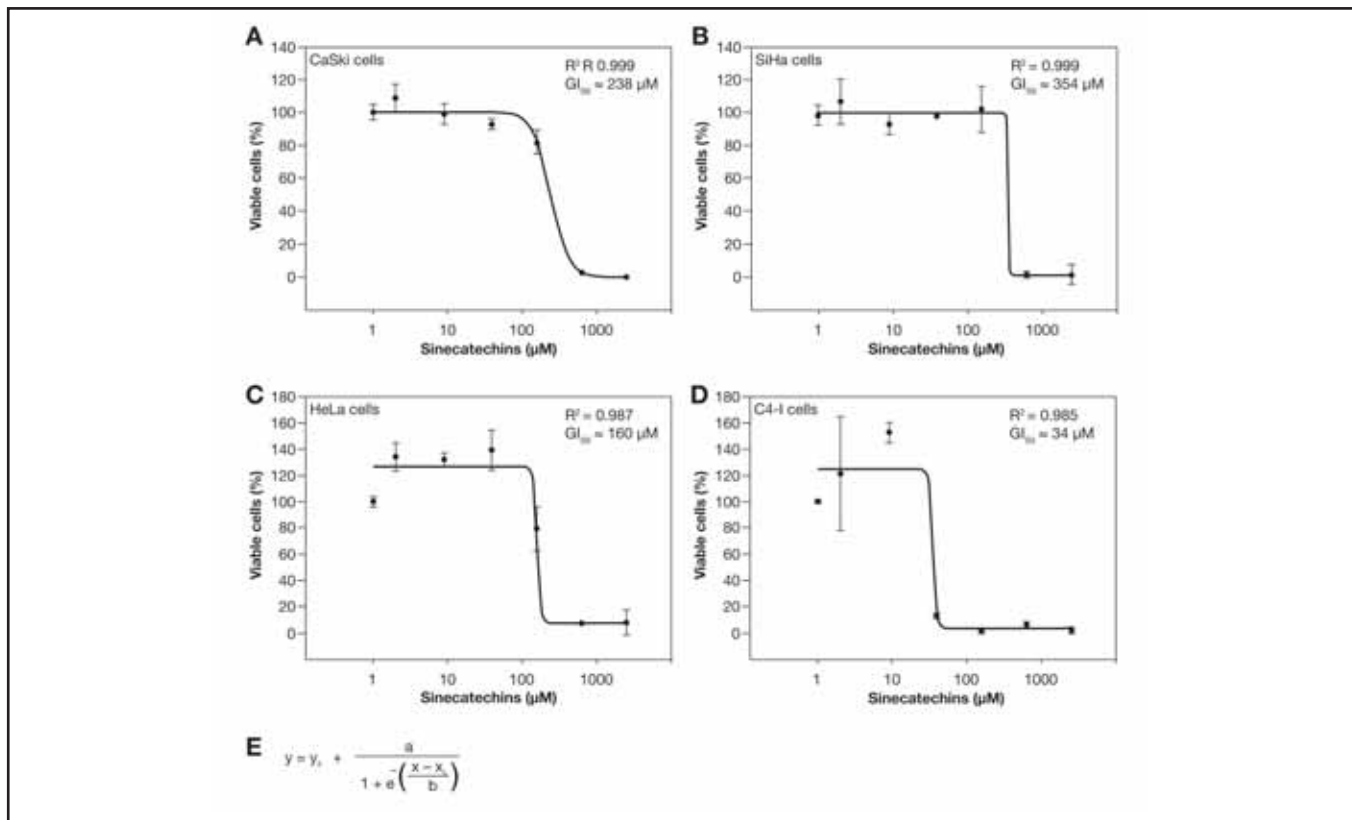 A
CaSki cells
R² R 0.999
GI₅₀ = 238 µM
140
120
100
80
60
40
20
0
Viable cells (%)
1 10 100 1000
Sinecatechins (µM)
B
SiHa cells
R² = 0.999
GI₅₀ = 354 µM
140
120
100
80
60
40
20
0
Viable cells (%)
1 10 100 1000
Sinecatechins (µM)
C
HeLa cells
R² = 0.987
GI₅₀ = 160 µM
180
160
140
120
100
80
60
40
20
0
Viable cells (%)
1 10 100 1000
Sinecatechins (µM)
D
C4-I cells
R² = 0.985
GI₅₀ = 34 µM
180
160
140
120
100
80
60
40
20
0
Viable cells (%)
1 10 100 1000
Sinecatechins (µM)
E
y = y₀ + a
1 + e⁻(x − x₀
b)